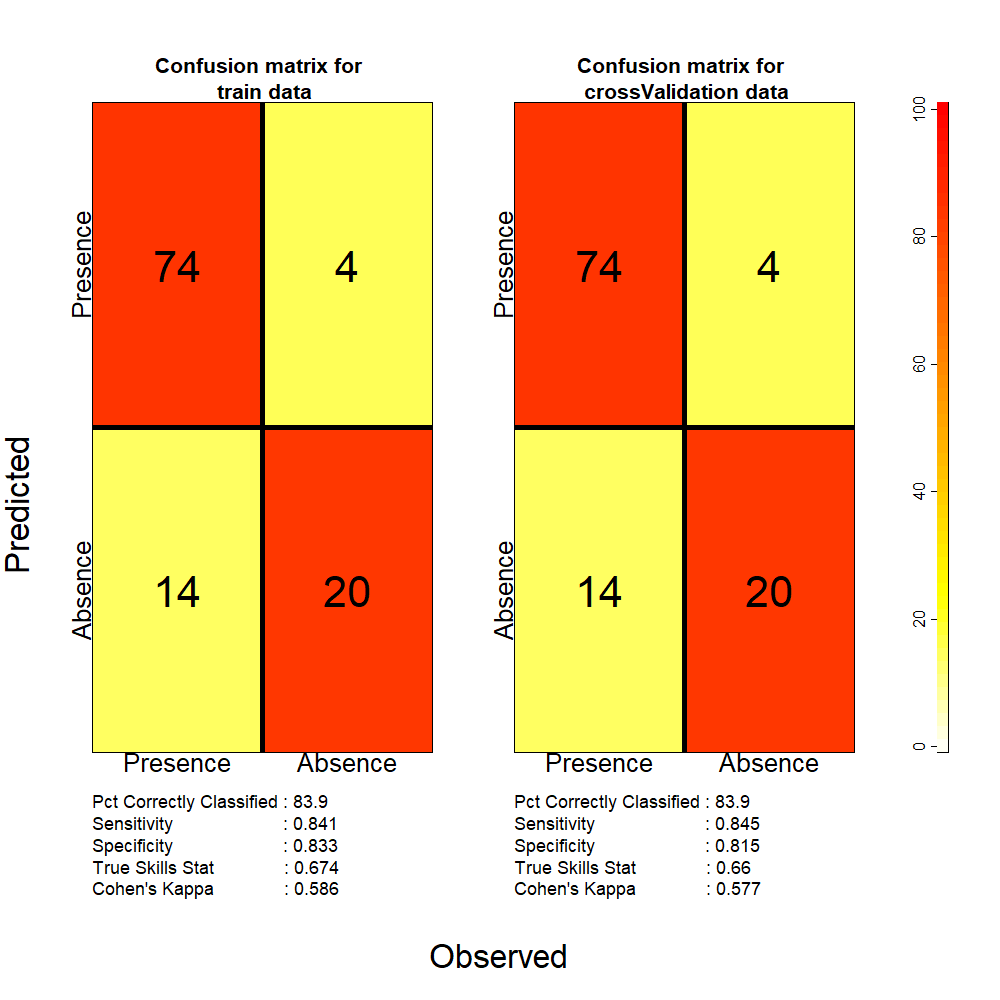 Confusion matrix for
train data
Presence
Absence
74
4
14
20
Presence
Absence
Pct Correctly Classified : 83.9
Sensitivity : 0.841
Specificity : 0.833
True Skills Stat : 0.674
Cohen's Kappa : 0.586
Confusion matrix for
crossValidation data
Presence
Absence
74
4
14
20
Presence
Absence
Pct Correctly Classified : 83.9
Sensitivity : 0.845
Specificity : 0.815
True Skills Stat : 0.66
Cohen's Kappa : 0.577
100
80
60
40
20
0
Predicted
Observed